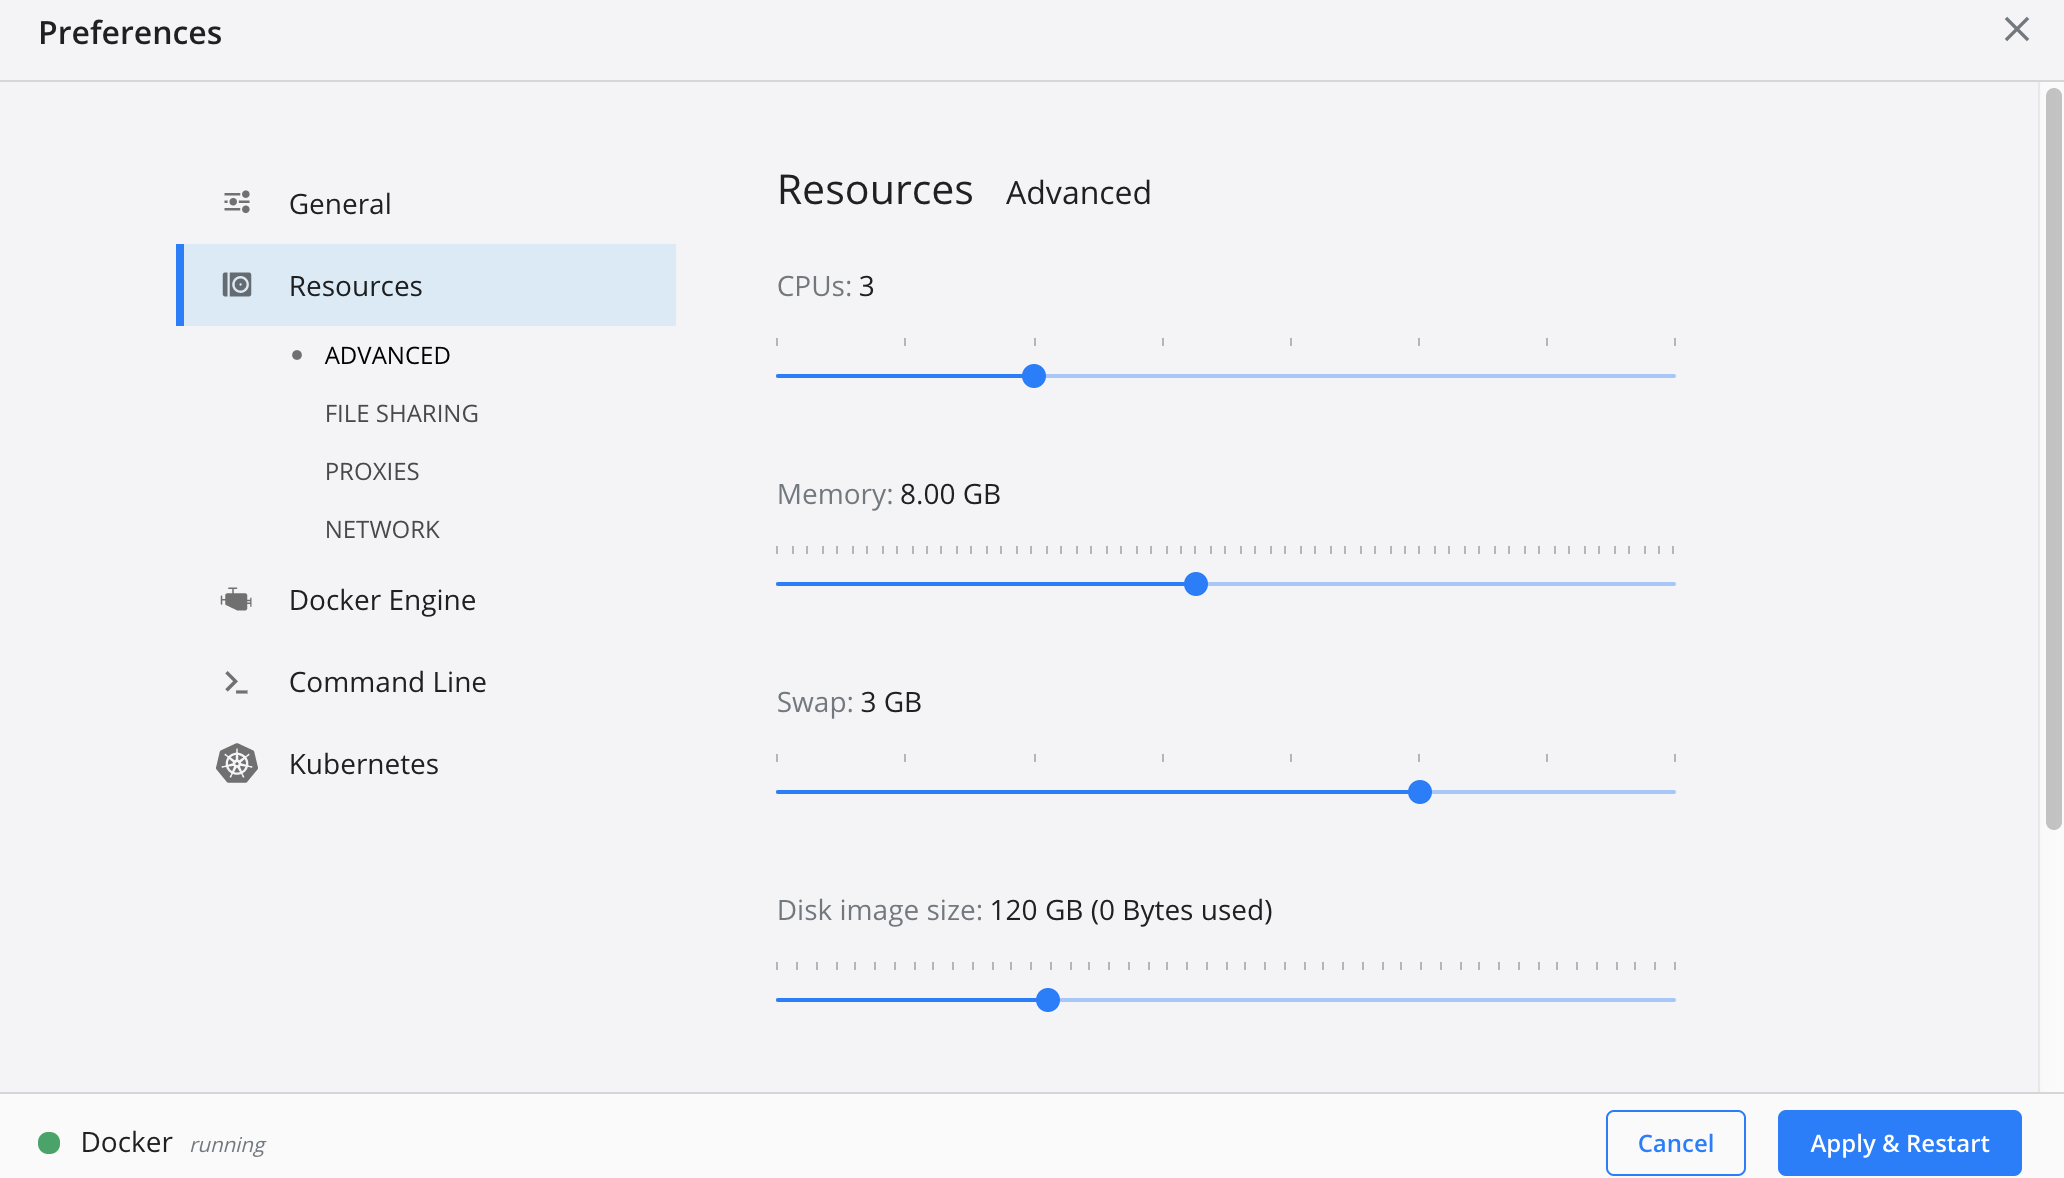 Preferences
General
Resources
ADVANCED
FILE SHARING
PROXIES
NETWORK
Docker Engine
Command Line
Kubernetes
Resources Advanced
CPUs: 3
Memory: 8.00 GB
Swap: 3 GB
Disk image size: 120 GB (0 Bytes used)
Docker running
Cancel
Apply & Restart